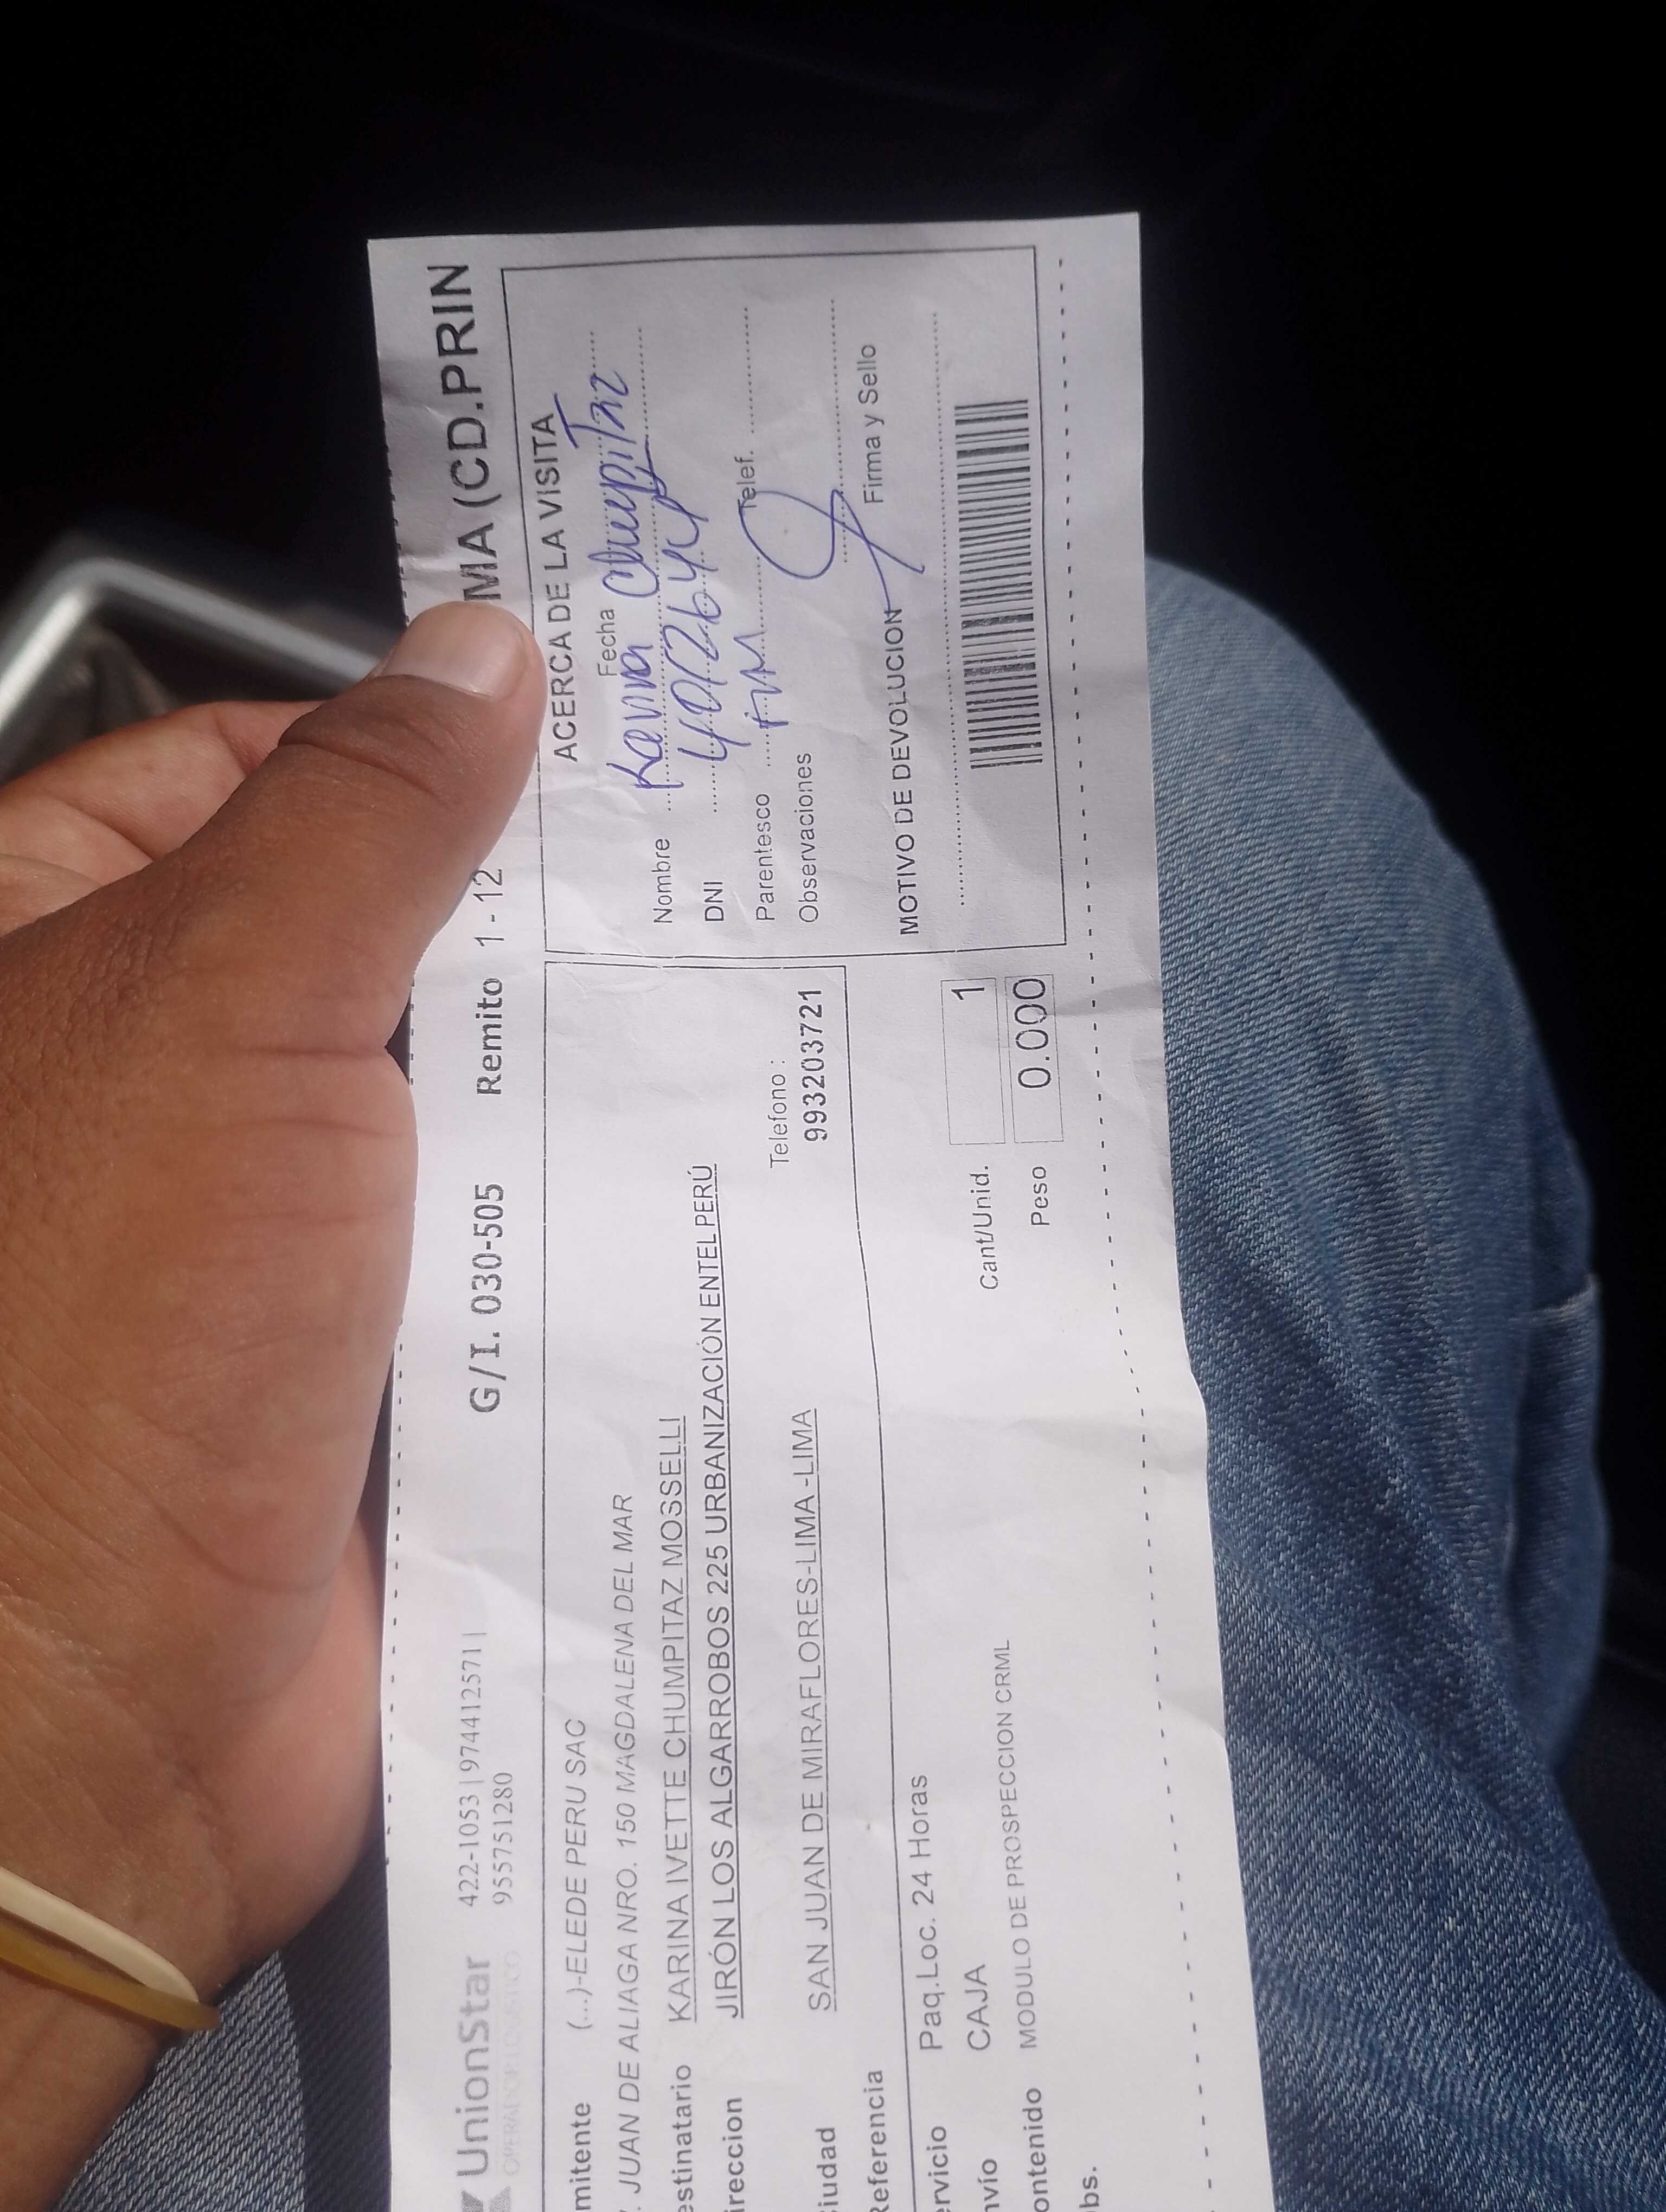 UnionStar 422-1053 | 974412571 | G/I. 030-505 Remito 1 - 12 MA (CD.PRIN
OPERADOR LOGISTICO 955751280
mitente (...)-ELEDE PERU SAC
. JUAN DE ALIAGA NRO. 150 MAGDALENA DEL MAR
estinatario KARINA IVETTE CHUMPITAZ MOSSELLI
ireccion JIRÓN LOS ALGARROBOS 225 URBANIZACIÓN ENTEL PERÚ
Telefono :
iudad SAN JUAN DE MIRAFLORES-LIMA -LIMA 993203721
Referencia
ervicio Paq.Loc. 24 Horas
nvío CAJA Cant/Unid. 1
ontenido MODULO DE PROSPECCION CRML Peso 0.000
bs.
ACERCA DE LA VISITA
Fecha
Nombre Karina Chumpitaz
DNI
Parentesco Telef.
Observaciones
Firma y Sello
MOTIVO DE DEVOLUCION